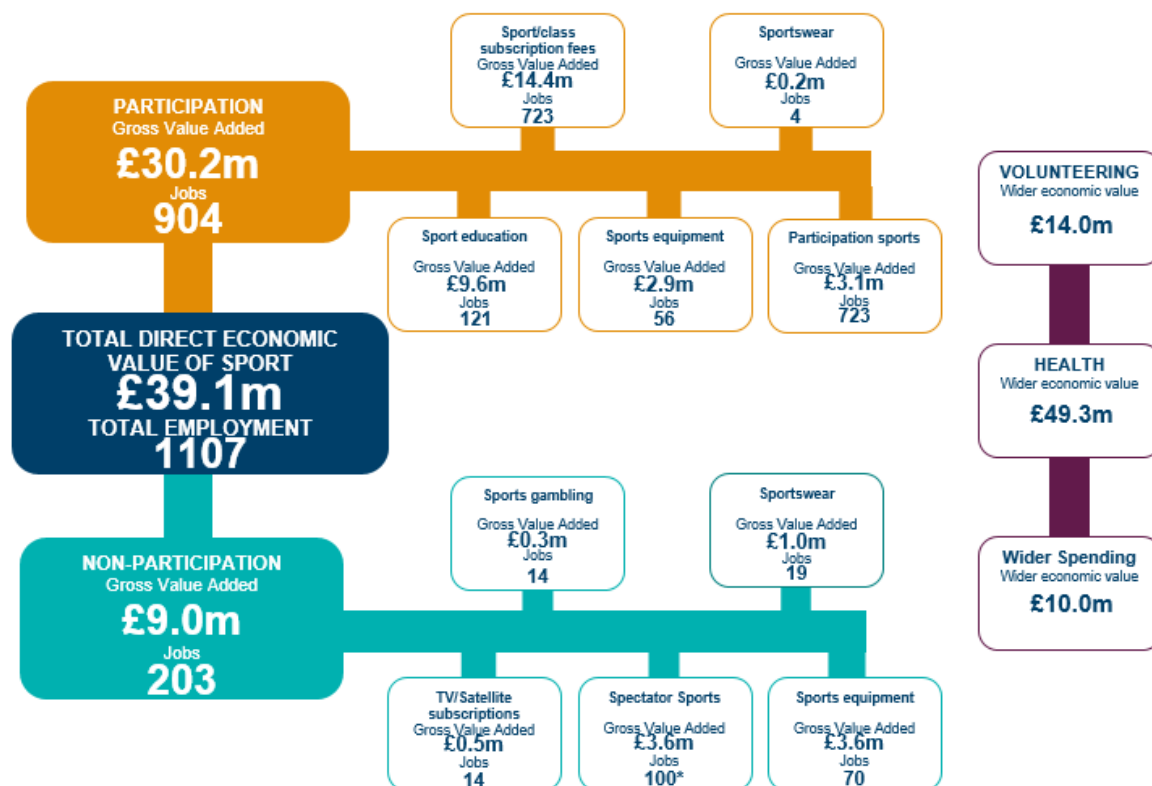 PARTICIPATION
Gross Value Added
£30.2m
Jobs
904
Sport/class
subscription fees
Gross Value Added
£14.4m
Jobs
723
Sportswear
Gross Value Added
£0.2m
Jobs
4
Sport education
Gross Value Added
£9.6m
Jobs
121
Sports equipment
Gross Value Added
£2.9m
Jobs
56
Participation sports
Gross Value Added
£3.1m
Jobs
723
TOTAL DIRECT ECONOMIC
VALUE OF SPORT
£39.1m
TOTAL EMPLOYMENT
1107
NON-PARTICIPATION
Gross Value Added
£9.0m
Jobs
203
Sports gambling
Gross Value Added
£0.3m
Jobs
14
Sportswear
Gross Value Added
£1.0m
Jobs
19
TV/Satellite
subscriptions
Gross Value Added
£0.5m
Jobs
14
Spectator Sports
Gross Value Added
£3.6m
Jobs
100*
Sports equipment
Gross Value Added
£3.6m
Jobs
70
VOLUNTEERING
Wider economic value
£14.0m
HEALTH
Wider economic value
£49.3m
Wider Spending
Wider economic value
£10.0m